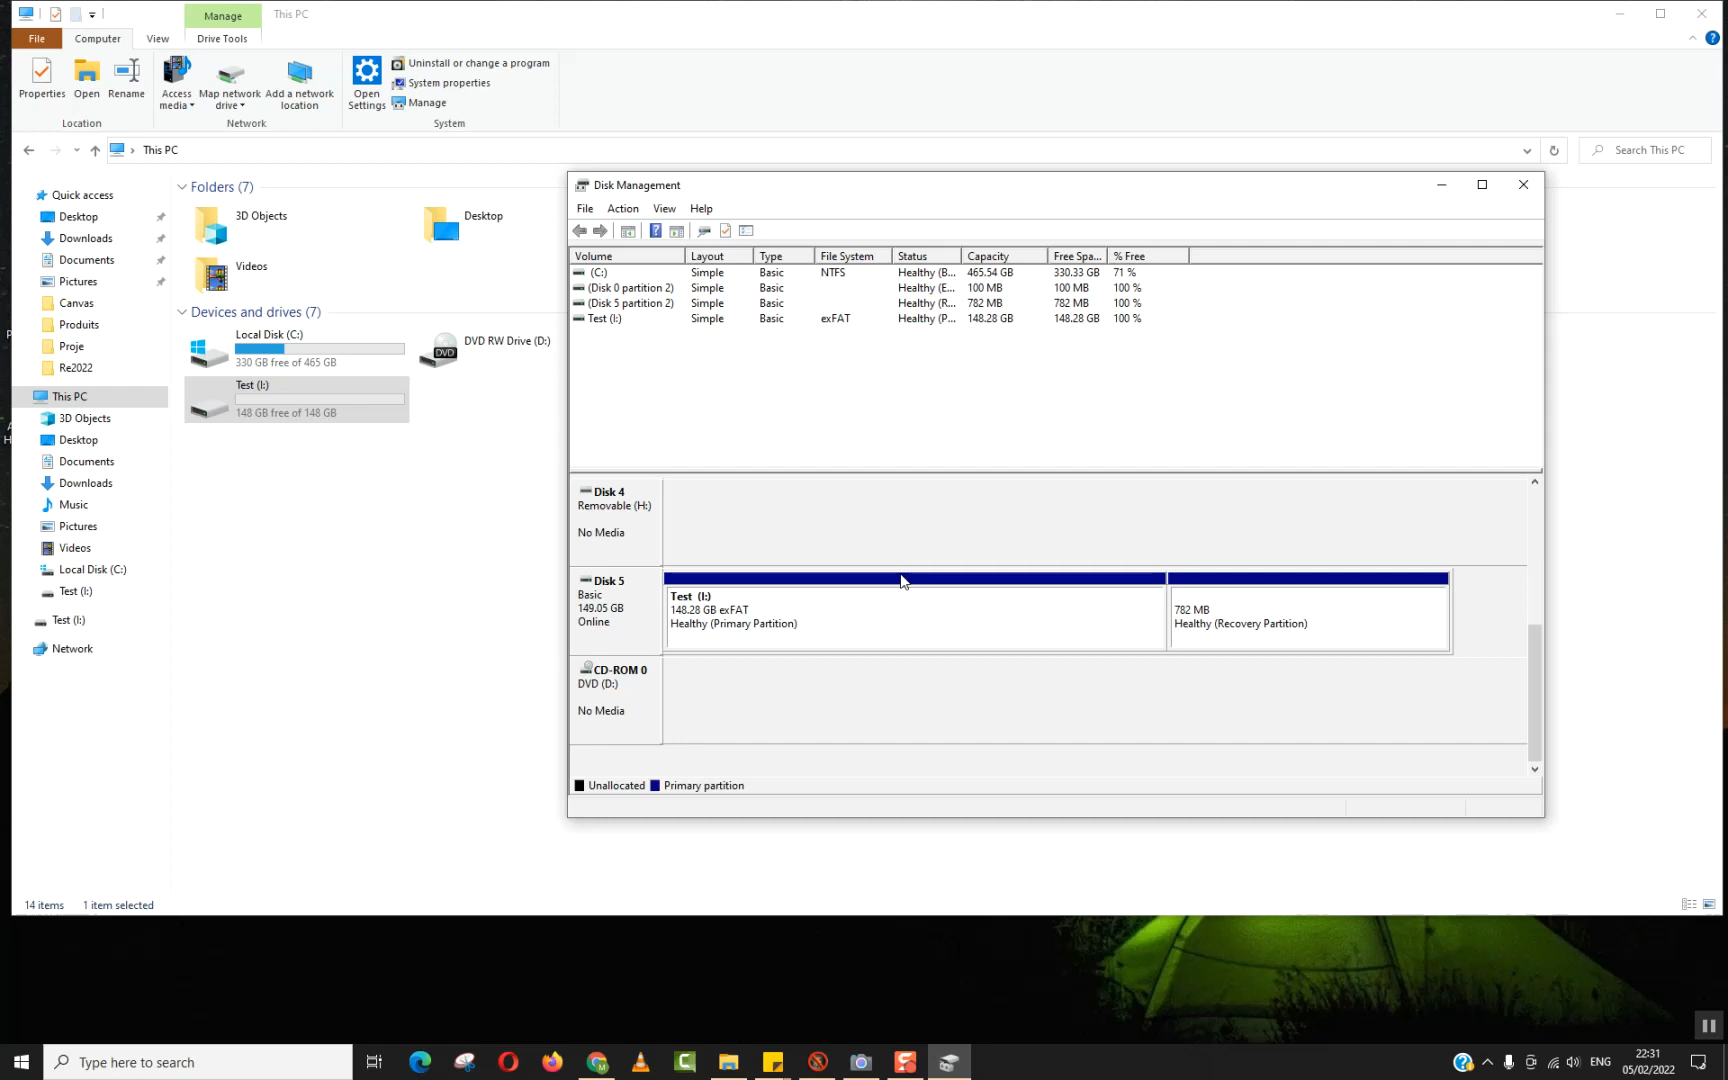 Manage
This PC
File
Computer
View
Drive Tools
Properties
Open
Rename
Access media
Map network drive
Add a network location
Open Settings
Uninstall or change a program
System properties
Manage
Location
Network
System
This PC
Search This PC
Quick access
Desktop
Downloads
Documents
Pictures
Canvas
Produits
Proje
Re2022
This PC
3D Objects
Desktop
Documents
Downloads
Music
Pictures
Videos
Local Disk (C:)
Test (I:)
Test (I:)
Network
Folders (7)
3D Objects
Desktop
Videos
Devices and drives (7)
Local Disk (C:)
330 GB free of 465 GB
DVD RW Drive (D:)
DVD
Test (I:)
148 GB free of 148 GB
Disk Management
File Action View Help
Volume Layout Type File System Status Capacity Free Spa... % Free
(C:) Simple Basic NTFS Healthy (B... 465.54 GB 330.33 GB 71 %
(Disk 0 partition 2) Simple Basic Healthy (E... 100 MB 100 MB 100 %
(Disk 5 partition 2) Simple Basic Healthy (R... 782 MB 782 MB 100 %
Test (I:) Simple Basic exFAT Healthy (P... 148.28 GB 148.28 GB 100 %
Disk 4
Removable (H:)
No Media
Disk 5
Basic
149.05 GB
Online
Test (I:)
148.28 GB exFAT
Healthy (Primary Partition)
782 MB
Healthy (Recovery Partition)
CD-ROM 0
DVD (D:)
No Media
Unallocated
Primary partition
14 items
1 item selected
Type here to search
ENG
22:31
05/02/2022